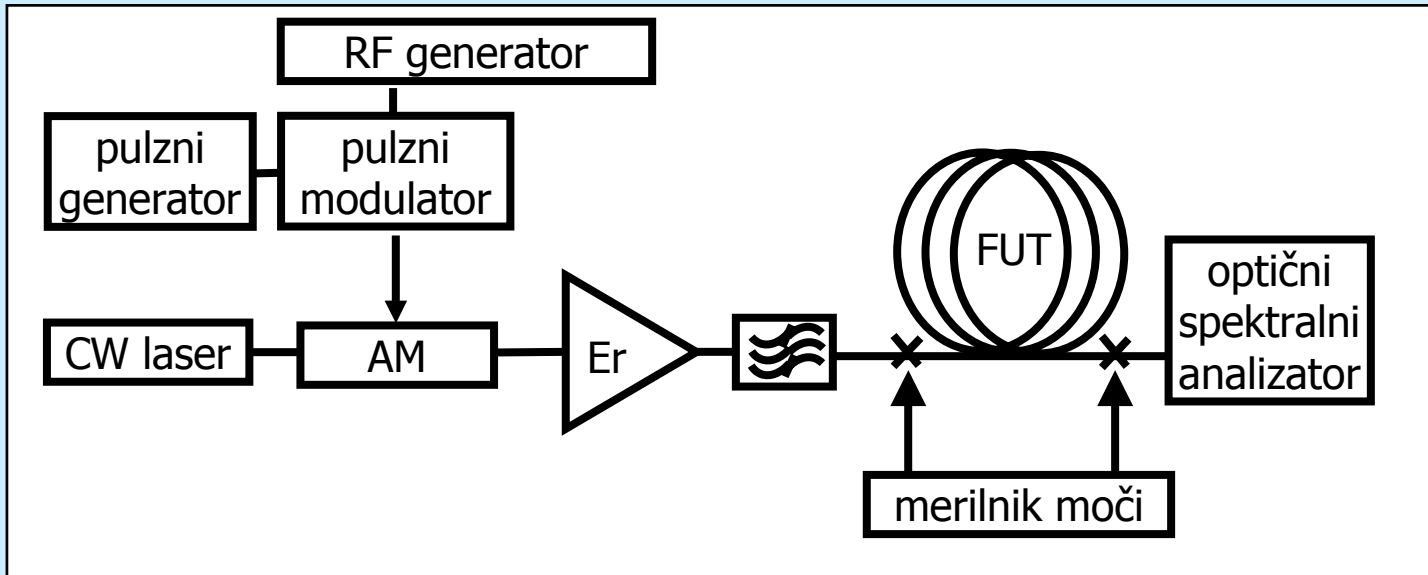 RF generator
pulzni
generator
pulzni
modulator
CW laser
AM
Er
FUT
optični
spektralni
analizator
merilnik moči